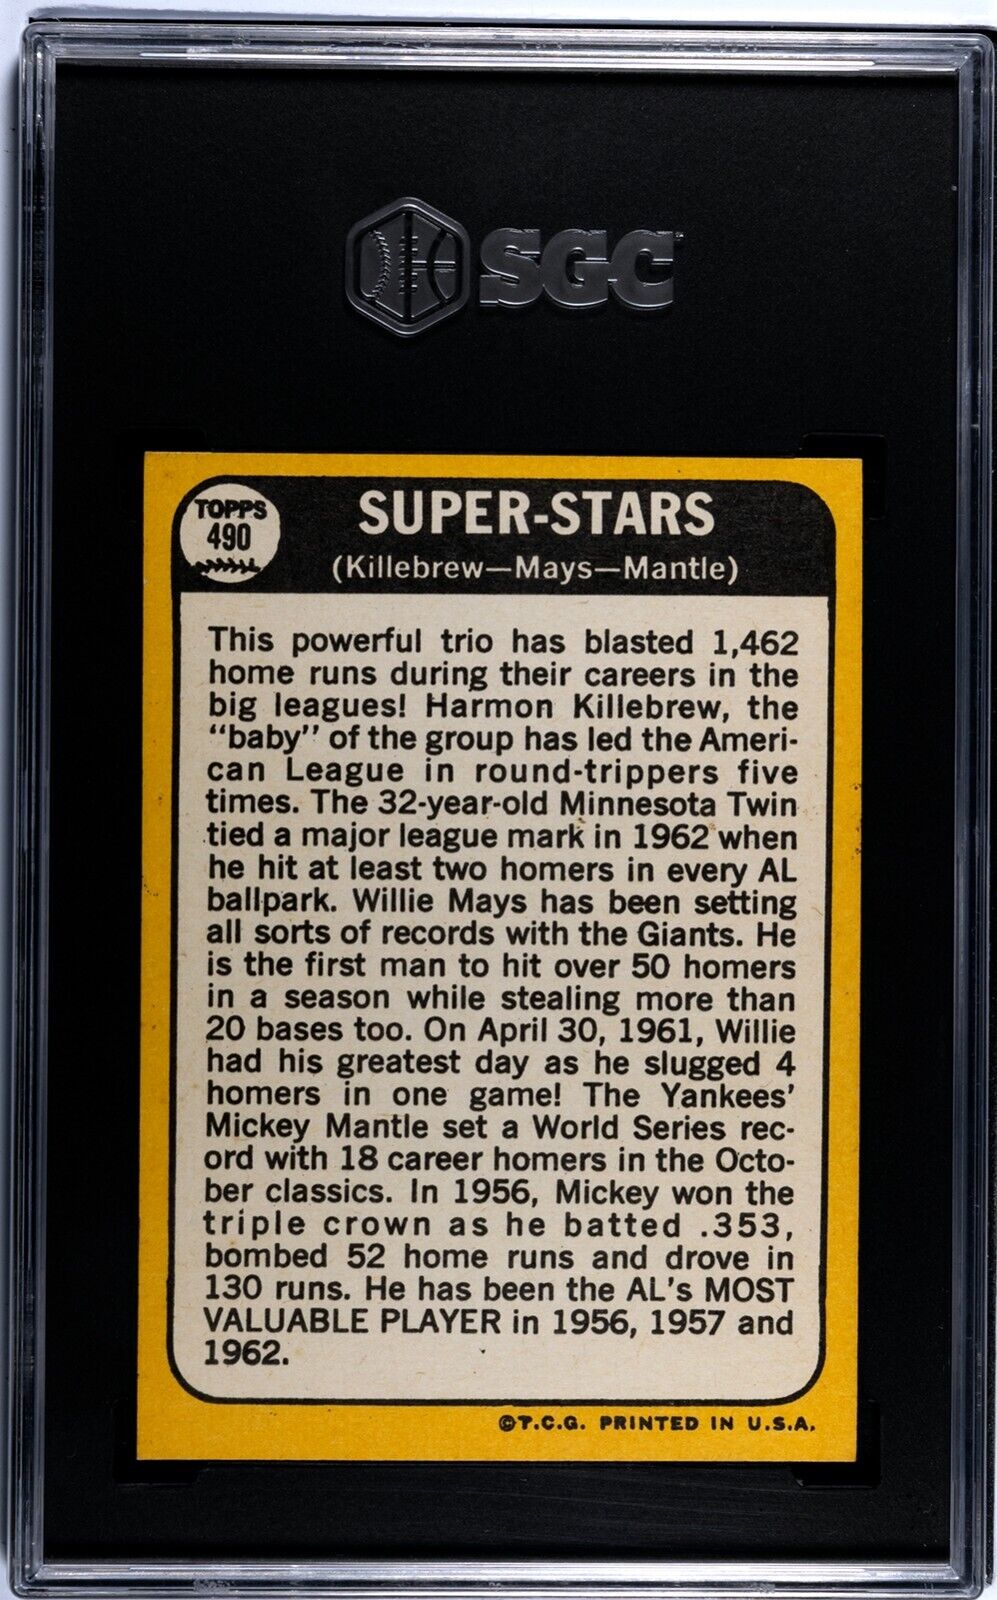 SGC
TOPPS
490
SUPER-STARS
(Killebrew—Mays—Mantle)
This powerful trio has blasted 1,462
home runs during their careers in the
big leagues! Harmon Killebrew, the
"baby" of the group has led the Ameri-
can League in round-trippers five
times. The 32-year-old Minnesota Twin
tied a major league mark in 1962 when
he hit at least two homers in every AL
ballpark. Willie Mays has been setting
all sorts of records with the Giants. He
is the first man to hit over 50 homers
in a season while stealing more than
20 bases too. On April 30, 1961, Willie
had his greatest day as he slugged 4
homers in one game! The Yankees'
Mickey Mantle set a World Series rec-
ord with 18 career homers in the Octo-
ber classics. In 1956, Mickey won the
triple crown as he batted .353,
bombed 52 home runs and drove in
130 runs. He has been the AL's MOST
VALUABLE PLAYER in 1956, 1957 and
1962.
©T.C.G. PRINTED IN U.S.A.